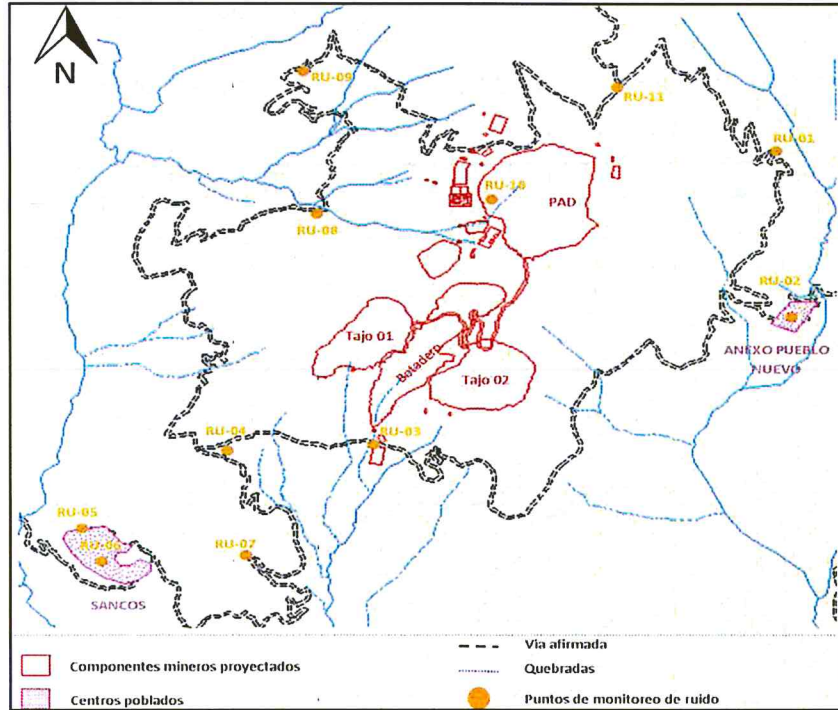 N
RU-09
RU-11
RU-01
RU-10
PAD
RU-08
RU-02
Tajo 01
Botadero
Tajo 02
ANEXO PUEBLO
NUEVO
RU-04
RU-03
RU-05
RU-06
RU-07
SANCOS
Via afirmada
Componentes mineros proyectados
Quebradas
Centros poblados
Puntos de monitoreo de ruido